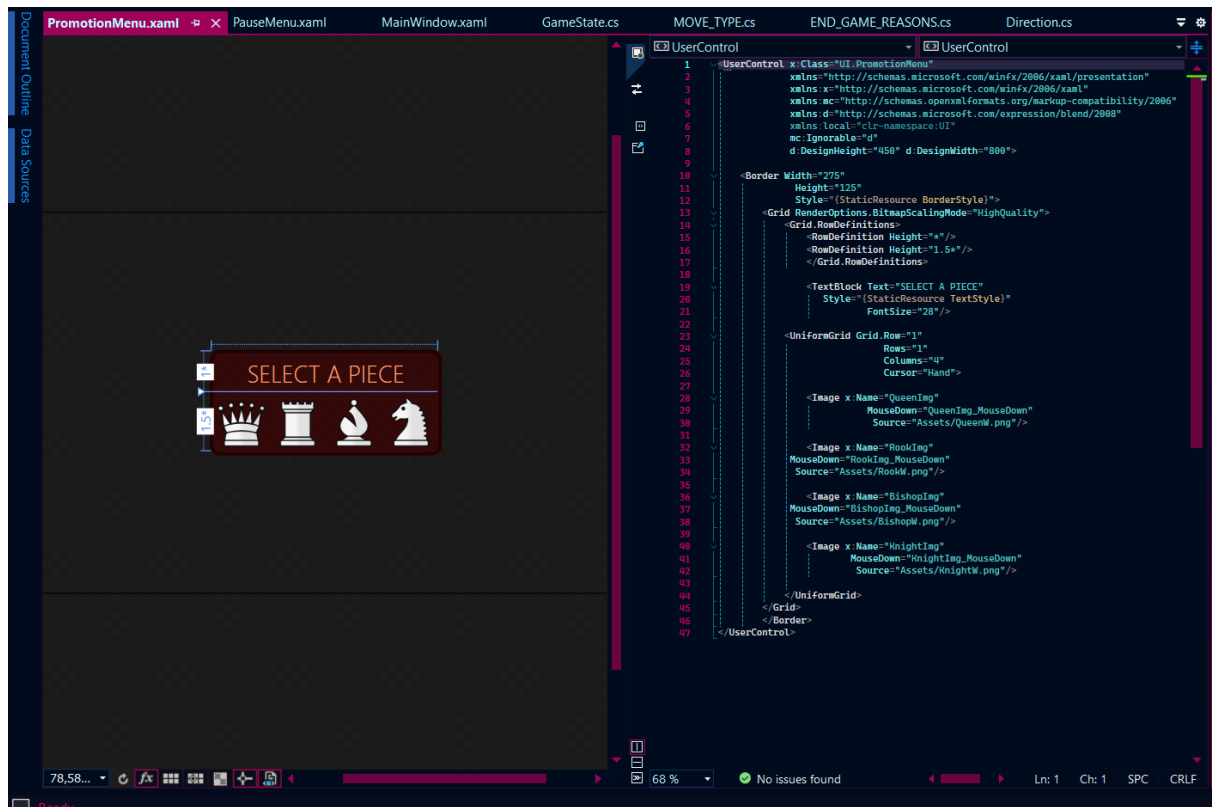 PromotionMenu.xaml PauseMenu.xaml MainWindow.xaml GameState.cs MOVE_TYPE.cs END_GAME_REASONS.cs Direction.cs
Document Outline
Data Sources
SELECT A PIECE
1*
1.5*
78,58...
fx
UserControl UserControl
1 <UserControl x:Class="UI.PromotionMenu"
2 xmlns="http://schemas.microsoft.com/winfx/2006/xaml/presentation"
3 xmlns:x="http://schemas.microsoft.com/winfx/2006/xaml"
4 xmlns:mc="http://schemas.openxmlformats.org/markup-compatibility/2006"
5 xmlns:d="http://schemas.microsoft.com/expression/blend/2008"
6 xmlns:local="clr-namespace:UI"
7 mc:Ignorable="d"
8 d:DesignHeight="450" d:DesignWidth="800">
9
10 <Border Width="275"
11 Height="125"
12 Style="{StaticResource BorderStyle}">
13 <Grid RenderOptions.BitmapScalingMode="HighQuality">
14 <Grid.RowDefinitions>
15 <RowDefinition Height="*"/>
16 <RowDefinition Height="1.5*"/>
17 </Grid.RowDefinitions>
18
19 <TextBlock Text="SELECT A PIECE"
20 Style="{StaticResource TextStyle}"
21 FontSize="28"/>
22
23 <UniformGrid Grid.Row="1"
24 Rows="1"
25 Columns="4"
26 Cursor="Hand">
27
28 <Image x:Name="QueenImg"
29 MouseDown="QueenImg_MouseDown"
30 Source="Assets/QueenW.png"/>
31
32 <Image x:Name="RookImg"
33 MouseDown="RookImg_MouseDown"
34 Source="Assets/RookW.png"/>
35
36 <Image x:Name="BishopImg"
37 MouseDown="BishopImg_MouseDown"
38 Source="Assets/BishopW.png"/>
39
40 <Image x:Name="KnightImg"
41 MouseDown="KnightImg_MouseDown"
42 Source="Assets/KnightW.png"/>
43
44 </UniformGrid>
45 </Grid>
46 </Border>
47 </UserControl>
68 % No issues found Ln: 1 Ch: 1 SPC CRLF
Ready